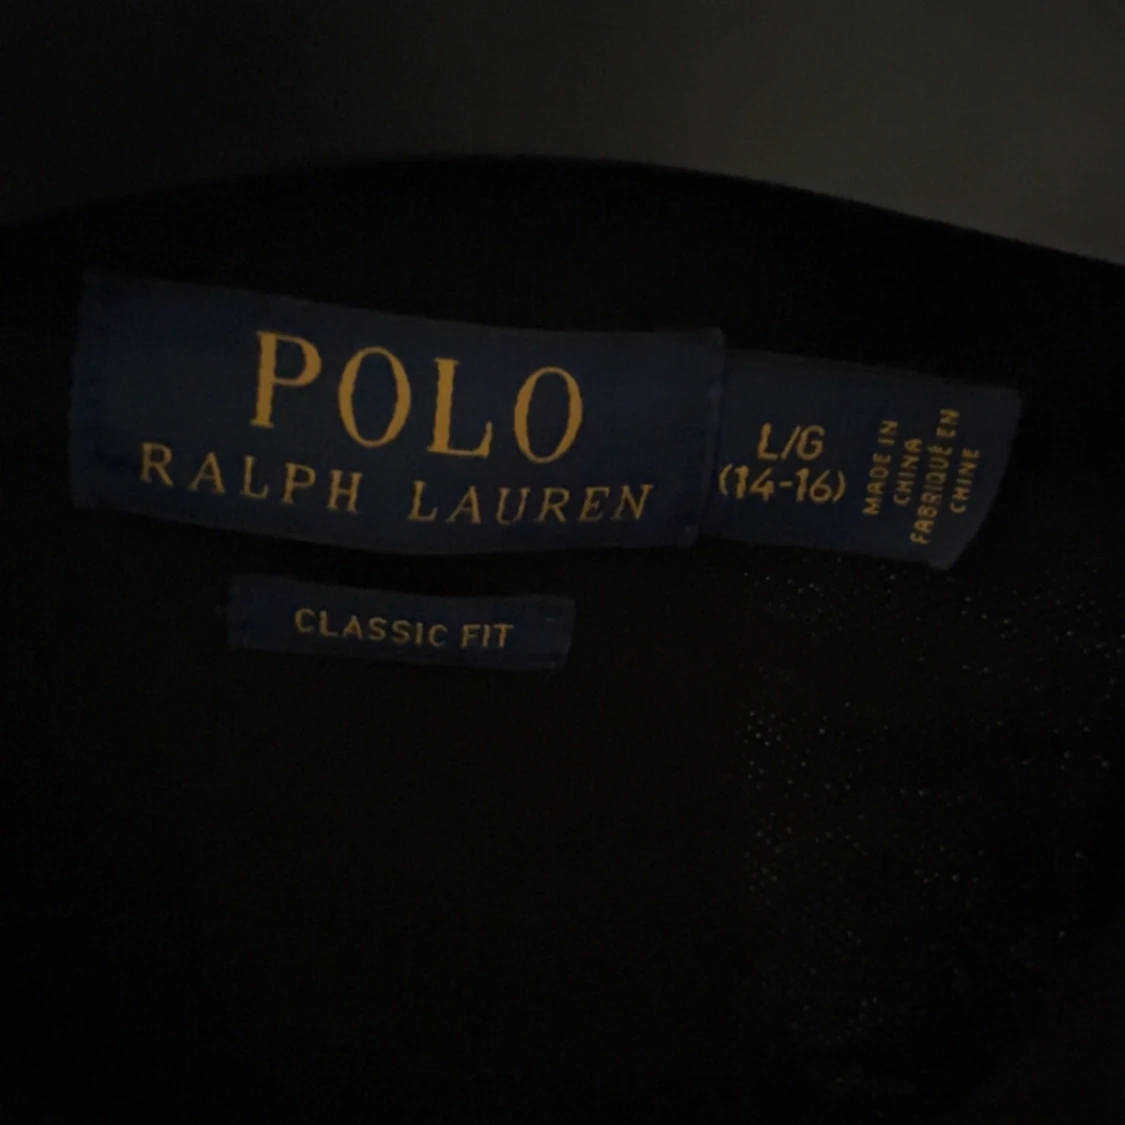 POLO
RALPH LAUREN
L/G
(14-16)
MADE IN
CHINA
FABRIQUÉ EN
CHINE
CLASSIC FIT